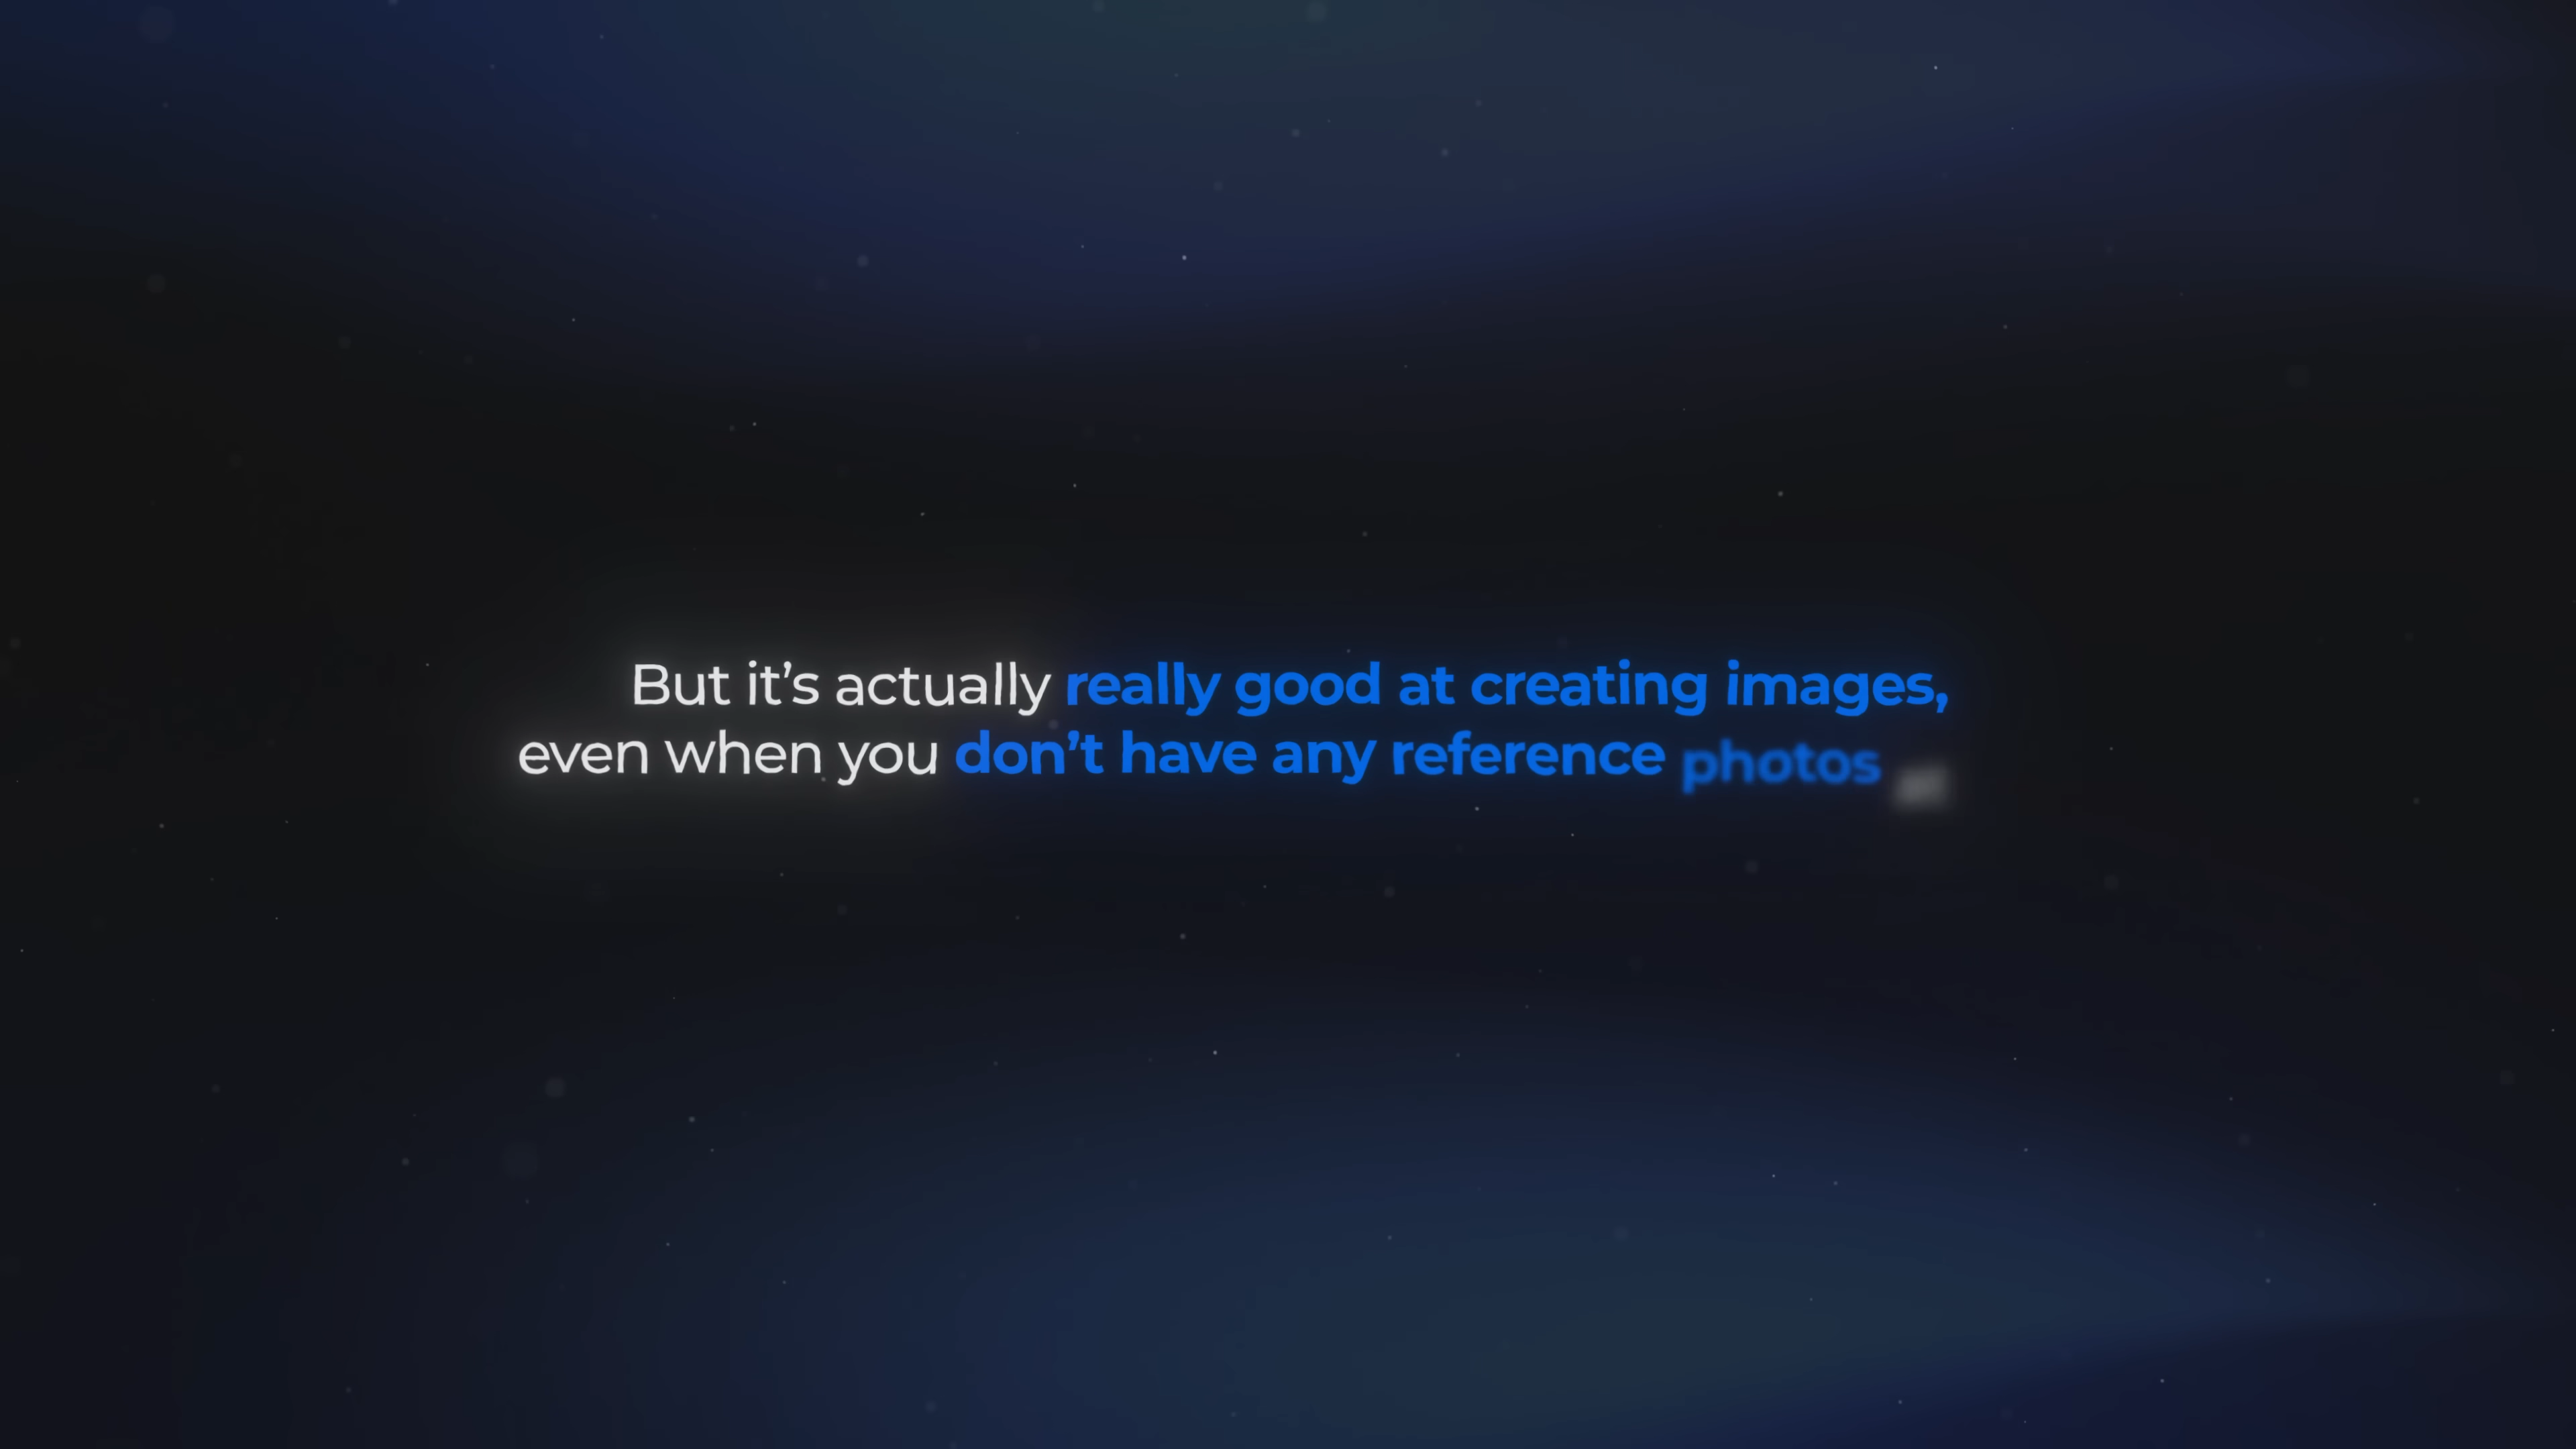 But it’s actually really good at creating images,
even when you don’t have any reference photos